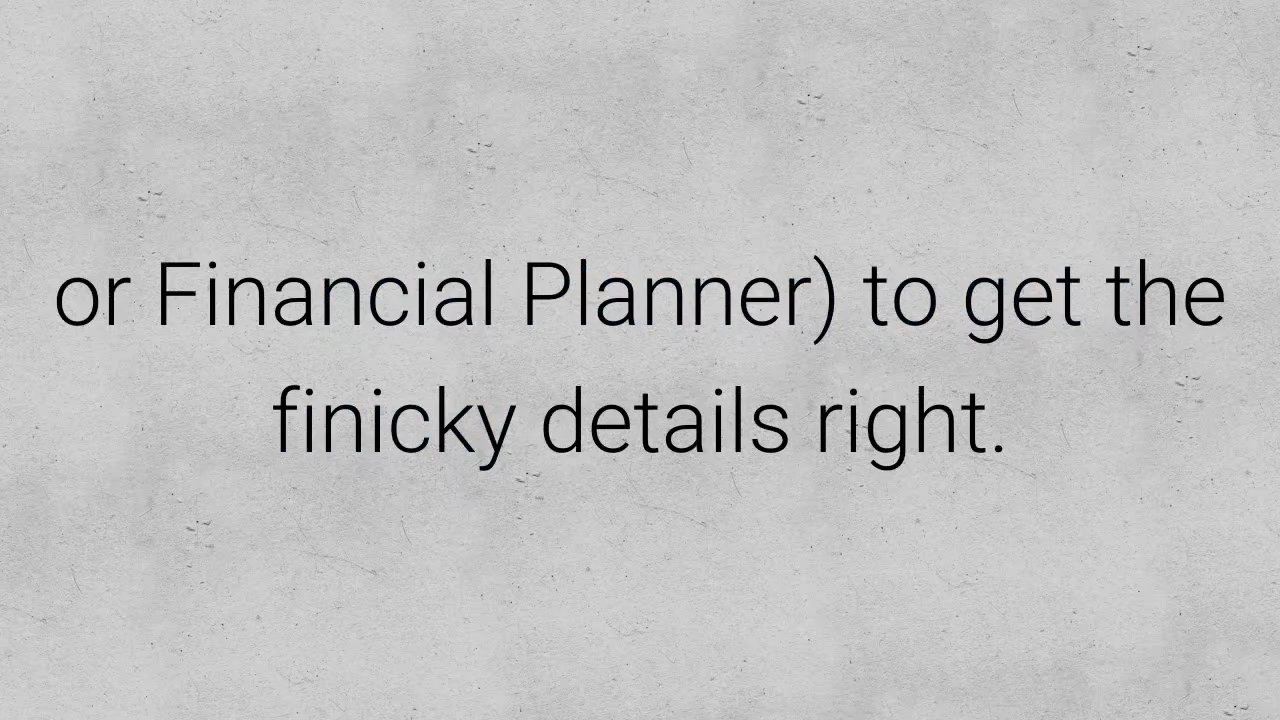 or Financial Planner) to get the
finicky details right.